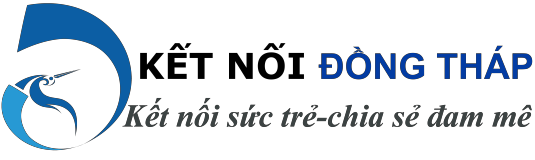 KẾT NỐI ĐỒNG THÁP
Kết nối sức trẻ-chia sẻ đam mê